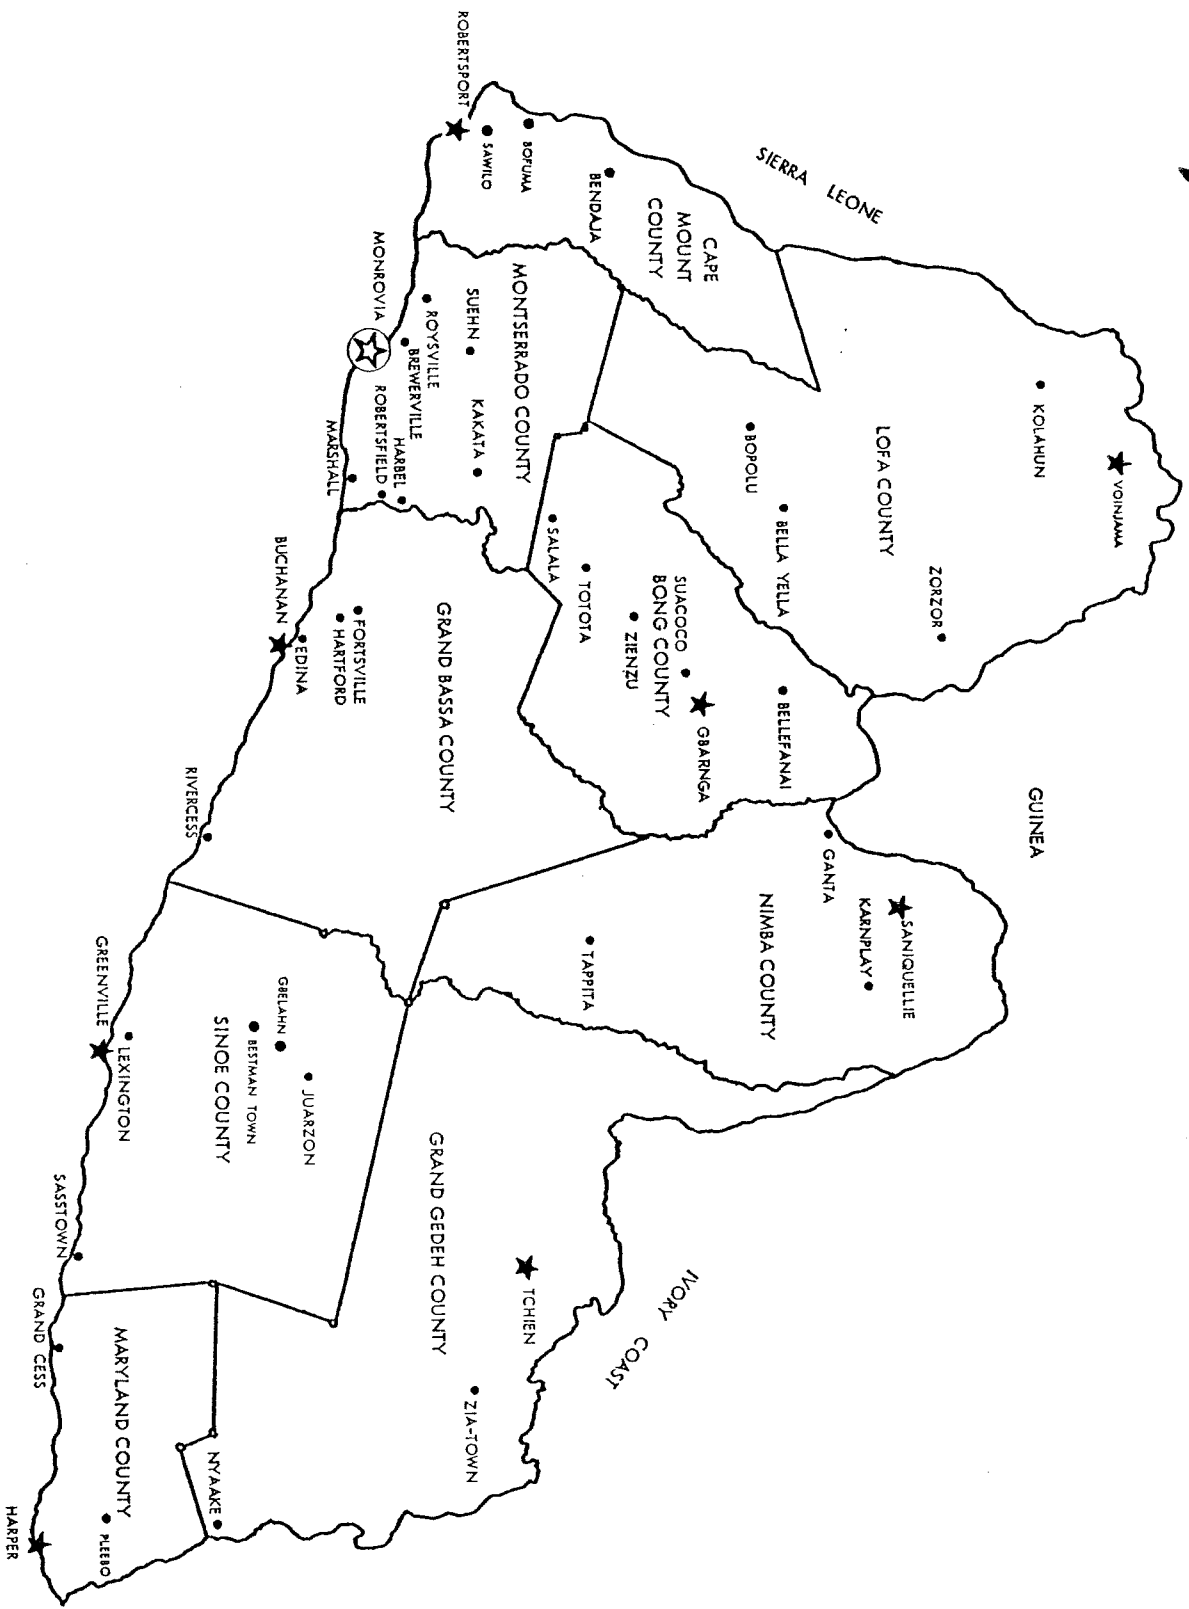 SIERRA LEONE
GUINEA
IVORY COAST
VOINJAMA
KOLAHUN
LOFA COUNTY
ZORZOR
BELLA YELLA
BOPOLU
CAPE
MOUNT
COUNTY
BENDAJA
BOFUMA
SAWILO
ROBERTSPORT
MONTSERRADO COUNTY
SUEHN
KAKATA
ROYSVILLE
BREWERVILLE
MONROVIA
HARBEL
ROBERTSFIELD
MARSHALL
BELLEFANAI
GBARNGA
SUACOCO
BONG COUNTY
ZIENZU
TOTOTA
SALALA
GRAND BASSA COUNTY
FORTSVILLE
HARTFORD
EDINA
BUCHANAN
RIVERCESS
SANIQUELLIE
KARNPLAY
GANTA
NIMBA COUNTY
TAPPITA
JUARZON
GBELAHN
BESTMAN TOWN
SINOE COUNTY
LEXINGTON
GREENVILLE
SASSTOWN
TCHIEN
ZIA-TOWN
GRAND GEDEH COUNTY
NYAAKE
MARYLAND COUNTY
PLEEBO
GRAND CESS
HARPER